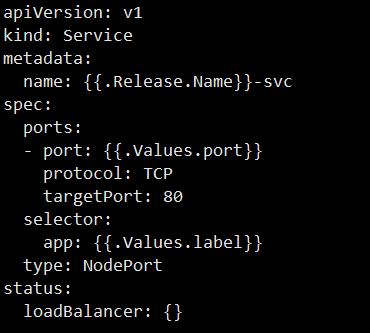 apiVersion: v1
kind: Service
metadata:
  name: {{.Release.Name}}-svc
spec:
  ports:
  - port: {{.Values.port}}
    protocol: TCP
    targetPort: 80
  selector:
    app: {{.Values.label}}
  type: NodePort
status:
  loadBalancer: {}